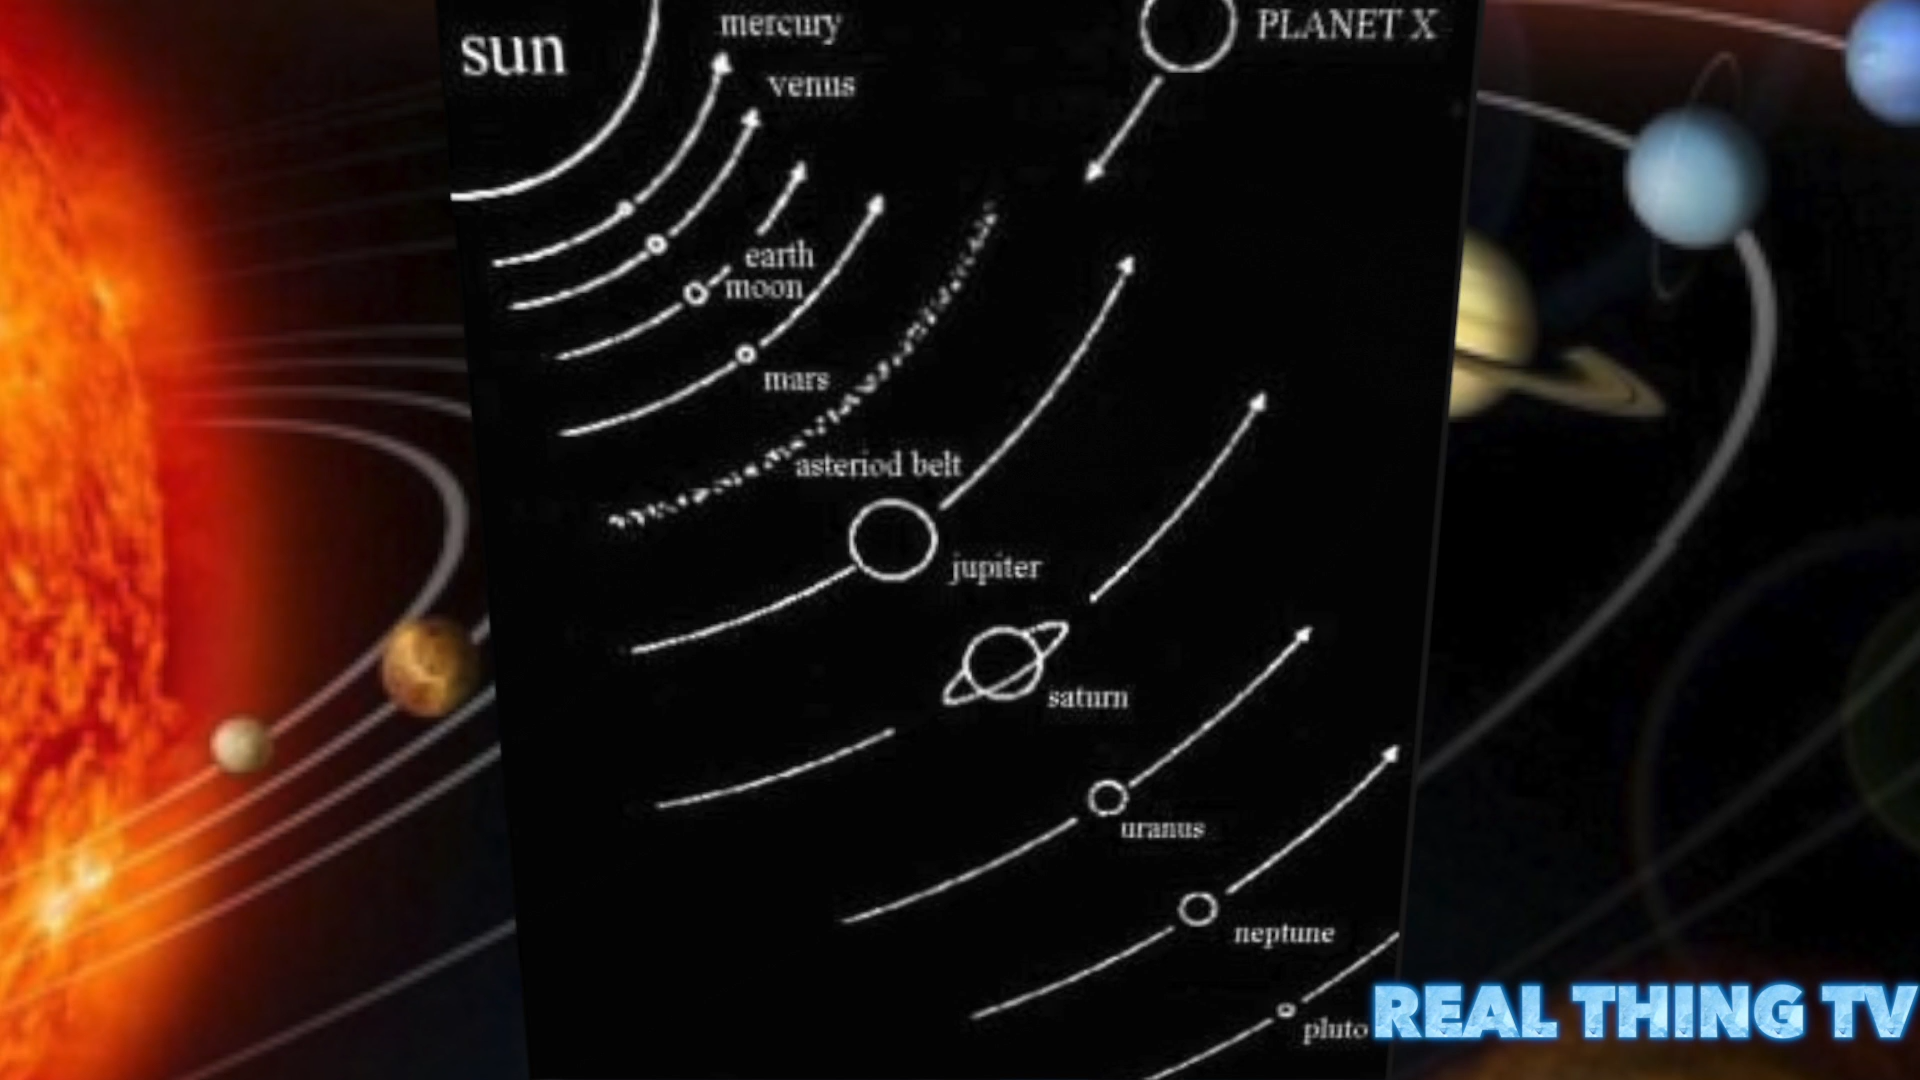 sun
mercury
PLANET X
venus
earth
moon
mars
asteriod belt
jupiter
saturn
uranus
neptune
pluto
REAL THING TV